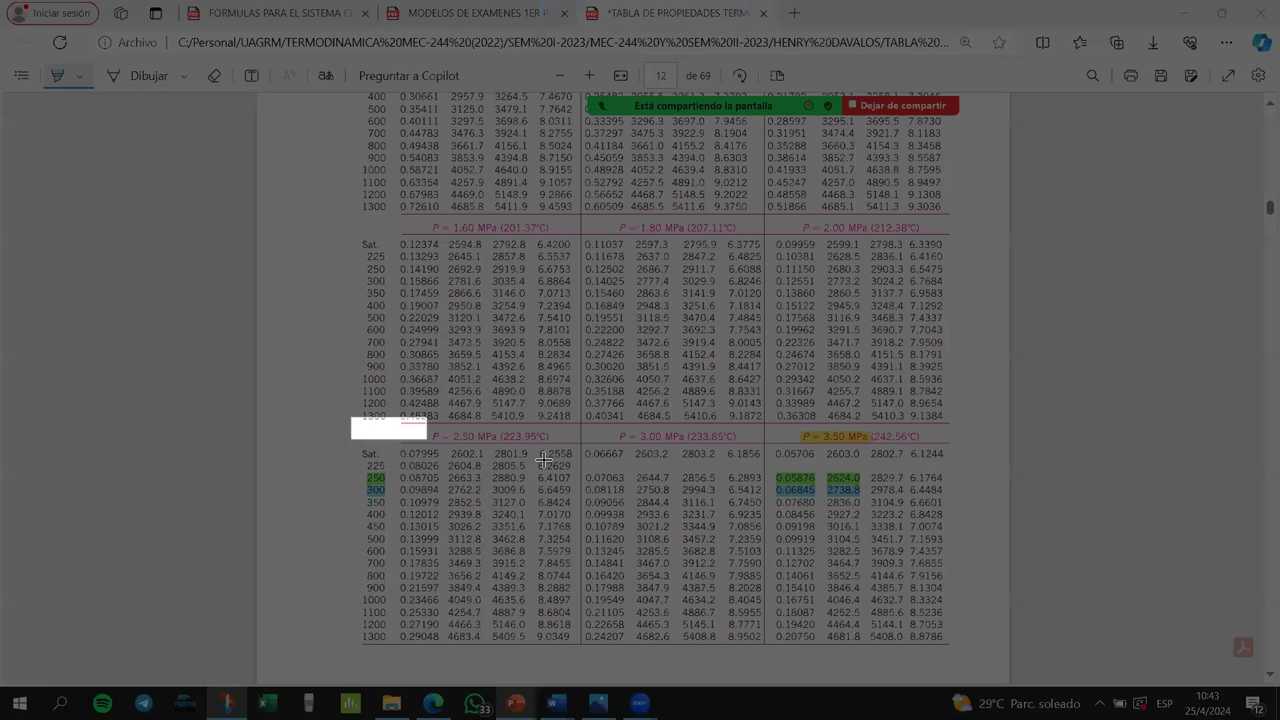 Iniciar sesión
FORMULAS PARA EL SISTEMA C
MODELOS DE EXAMENES 1ER P
*TABLA DE PROPIEDADES TERM
Archivo C:/Personal/UAGRM/TERMODINAMICA%20MEC-244%20(2022)/SEM%20I-2023/MEC-244%20Y%20SEM%20II-2023/HENRY%20DAVALOS/TABLA%20...
Dibujar Preguntar a Copilot 12 de 69
Está compartiendo la pantalla Dejar de compartir
400 0.30661 2957.9 3264.5 7.4670
500 0.35411 3125.0 3479.1 7.7642
600 0.40111 3297.5 3698.6 8.0311 0.33395 3296.3 3697.0 7.9456 0.28597 3295.1 3695.5 7.8730
700 0.44783 3476.3 3924.1 8.2755 0.37297 3475.3 3922.9 8.1904 0.31951 3474.4 3921.7 8.1183
800 0.49438 3661.7 4156.1 8.5024 0.41184 3661.0 4155.2 8.4176 0.35288 3660.3 4154.3 8.3458
900 0.54083 3853.9 4394.8 8.7150 0.45059 3853.3 4394.0 8.6303 0.38614 3852.7 4393.3 8.5587
1000 0.58721 4052.7 4640.0 8.9155 0.48928 4052.2 4639.4 8.8310 0.41933 4051.7 4638.8 8.7595
1100 0.63354 4257.9 4891.4 9.1057 0.52792 4257.5 4891.0 9.0212 0.45247 4257.0 4890.5 8.9497
1200 0.67983 4469.0 5148.9 9.2866 0.56652 4468.7 5148.5 9.2022 0.48558 4468.3 5148.1 9.1308
1300 0.72610 4685.8 5411.9 9.4593 0.60509 4685.5 5411.6 9.3750 0.51866 4685.1 5411.3 9.3036
P = 1.60 MPa (201.37°C) P = 1.80 MPa (207.11°C) P = 2.00 MPa (212.38°C)
Sat. 0.12374 2594.8 2792.8 6.4200 0.11037 2597.3 2795.9 6.3775 0.09959 2599.1 2798.3 6.3390
225 0.13293 2645.1 2857.8 6.5537 0.11678 2637.0 2847.2 6.4825 0.10381 2628.5 2836.1 6.4160
250 0.14190 2692.9 2919.9 6.6753 0.12502 2686.7 2911.7 6.6088 0.11150 2680.3 2903.3 6.5475
300 0.15866 2781.6 3035.4 6.8864 0.14025 2777.4 3029.9 6.8246 0.12551 2773.2 3024.2 6.7684
350 0.17459 2866.6 3146.0 7.0713 0.15460 2863.6 3141.9 7.0120 0.13860 2860.5 3137.7 6.9583
400 0.19007 2950.8 3254.9 7.2394 0.16849 2948.3 3251.6 7.1814 0.15122 2945.9 3248.4 7.1292
500 0.22029 3120.1 3472.6 7.5410 0.19551 3118.5 3470.4 7.4845 0.17568 3116.9 3468.3 7.4337
600 0.24999 3293.9 3693.9 7.8101 0.22200 3292.7 3692.3 7.7543 0.19962 3291.5 3690.7 7.7043
700 0.27941 3473.5 3920.5 8.0558 0.24822 3472.6 3919.4 8.0005 0.22326 3471.7 3918.2 7.9509
800 0.30865 3659.5 4153.4 8.2834 0.27426 3658.8 4152.4 8.2284 0.24674 3658.0 4151.5 8.1791
900 0.33780 3852.1 4392.6 8.4965 0.30020 3851.5 4391.9 8.4417 0.27012 3850.9 4391.1 8.3925
1000 0.36687 4051.2 4638.2 8.6974 0.32606 4050.7 4637.6 8.6427 0.29342 4050.2 4637.1 8.5936
1100 0.39589 4256.6 4890.0 8.8878 0.35188 4256.2 4889.6 8.8331 0.31667 4255.7 4889.1 8.7842
1200 0.42488 4467.9 5147.7 9.0689 0.37766 4467.6 5147.3 9.0143 0.33989 4467.2 5147.0 8.9654
1300 0.45383 4684.8 5410.9 9.2418 0.40341 4684.5 5410.6 9.1872 0.36308 4684.2 5410.3 9.1384
P = 2.50 MPa (223.95°C) P = 3.00 MPa (233.85°C) P = 3.50 MPa (242.56°C)
Sat. 0.07995 2602.1 2801.9 6.2558 0.06667 2603.2 2803.2 6.1856 0.05706 2603.0 2802.7 6.1244
225 0.08026 2604.8 2805.5 6.2629
250 0.08705 2663.3 2880.9 6.4107 0.07063 2644.7 2856.5 6.2893 0.05876 2624.0 2829.7 6.1764
300 0.09894 2762.2 3009.6 6.6459 0.08118 2750.8 2994.3 6.5412 0.06845 2738.8 2978.4 6.4484
350 0.10979 2852.5 3127.0 6.8424 0.09056 2844.4 3116.1 6.7450 0.07680 2836.0 3104.9 6.6601
400 0.12012 2939.8 3240.1 7.0170 0.09938 2933.6 3231.7 6.9235 0.08456 2927.2 3223.2 6.8428
450 0.13015 3026.2 3351.6 7.1768 0.10789 3021.2 3344.9 7.0856 0.09198 3016.1 3338.1 7.0074
500 0.13999 3112.8 3462.8 7.3254 0.11620 3108.6 3457.2 7.2359 0.09919 3104.5 3451.7 7.1593
600 0.15931 3288.5 3686.8 7.5979 0.13245 3285.5 3682.8 7.5103 0.11325 3282.5 3678.9 7.4357
700 0.17835 3469.3 3915.2 7.8455 0.14841 3467.0 3912.2 7.7590 0.12702 3464.7 3909.3 7.6855
800 0.19722 3656.2 4149.2 8.0744 0.16420 3654.3 4146.9 7.9885 0.14061 3652.5 4144.6 7.9156
900 0.21597 3849.4 4389.3 8.2882 0.17988 3847.9 4387.5 8.2028 0.15410 3846.4 4385.7 8.1304
1000 0.23466 4049.0 4635.6 8.4897 0.19549 4047.7 4634.2 8.4045 0.16751 4046.4 4632.7 8.3324
1100 0.25330 4254.7 4887.9 8.6804 0.21105 4253.6 4886.7 8.5955 0.18087 4252.5 4885.6 8.5236
1200 0.27190 4466.3 5146.0 8.8618 0.22658 4465.3 5145.1 8.7771 0.19420 4464.4 5144.1 8.7053
1300 0.29048 4683.4 5409.5 9.0349 0.24207 4682.6 5408.8 8.9502 0.20750 4681.8 5408.0 8.8786
29°C Parc. soleado ESP 10:43
25/4/2024